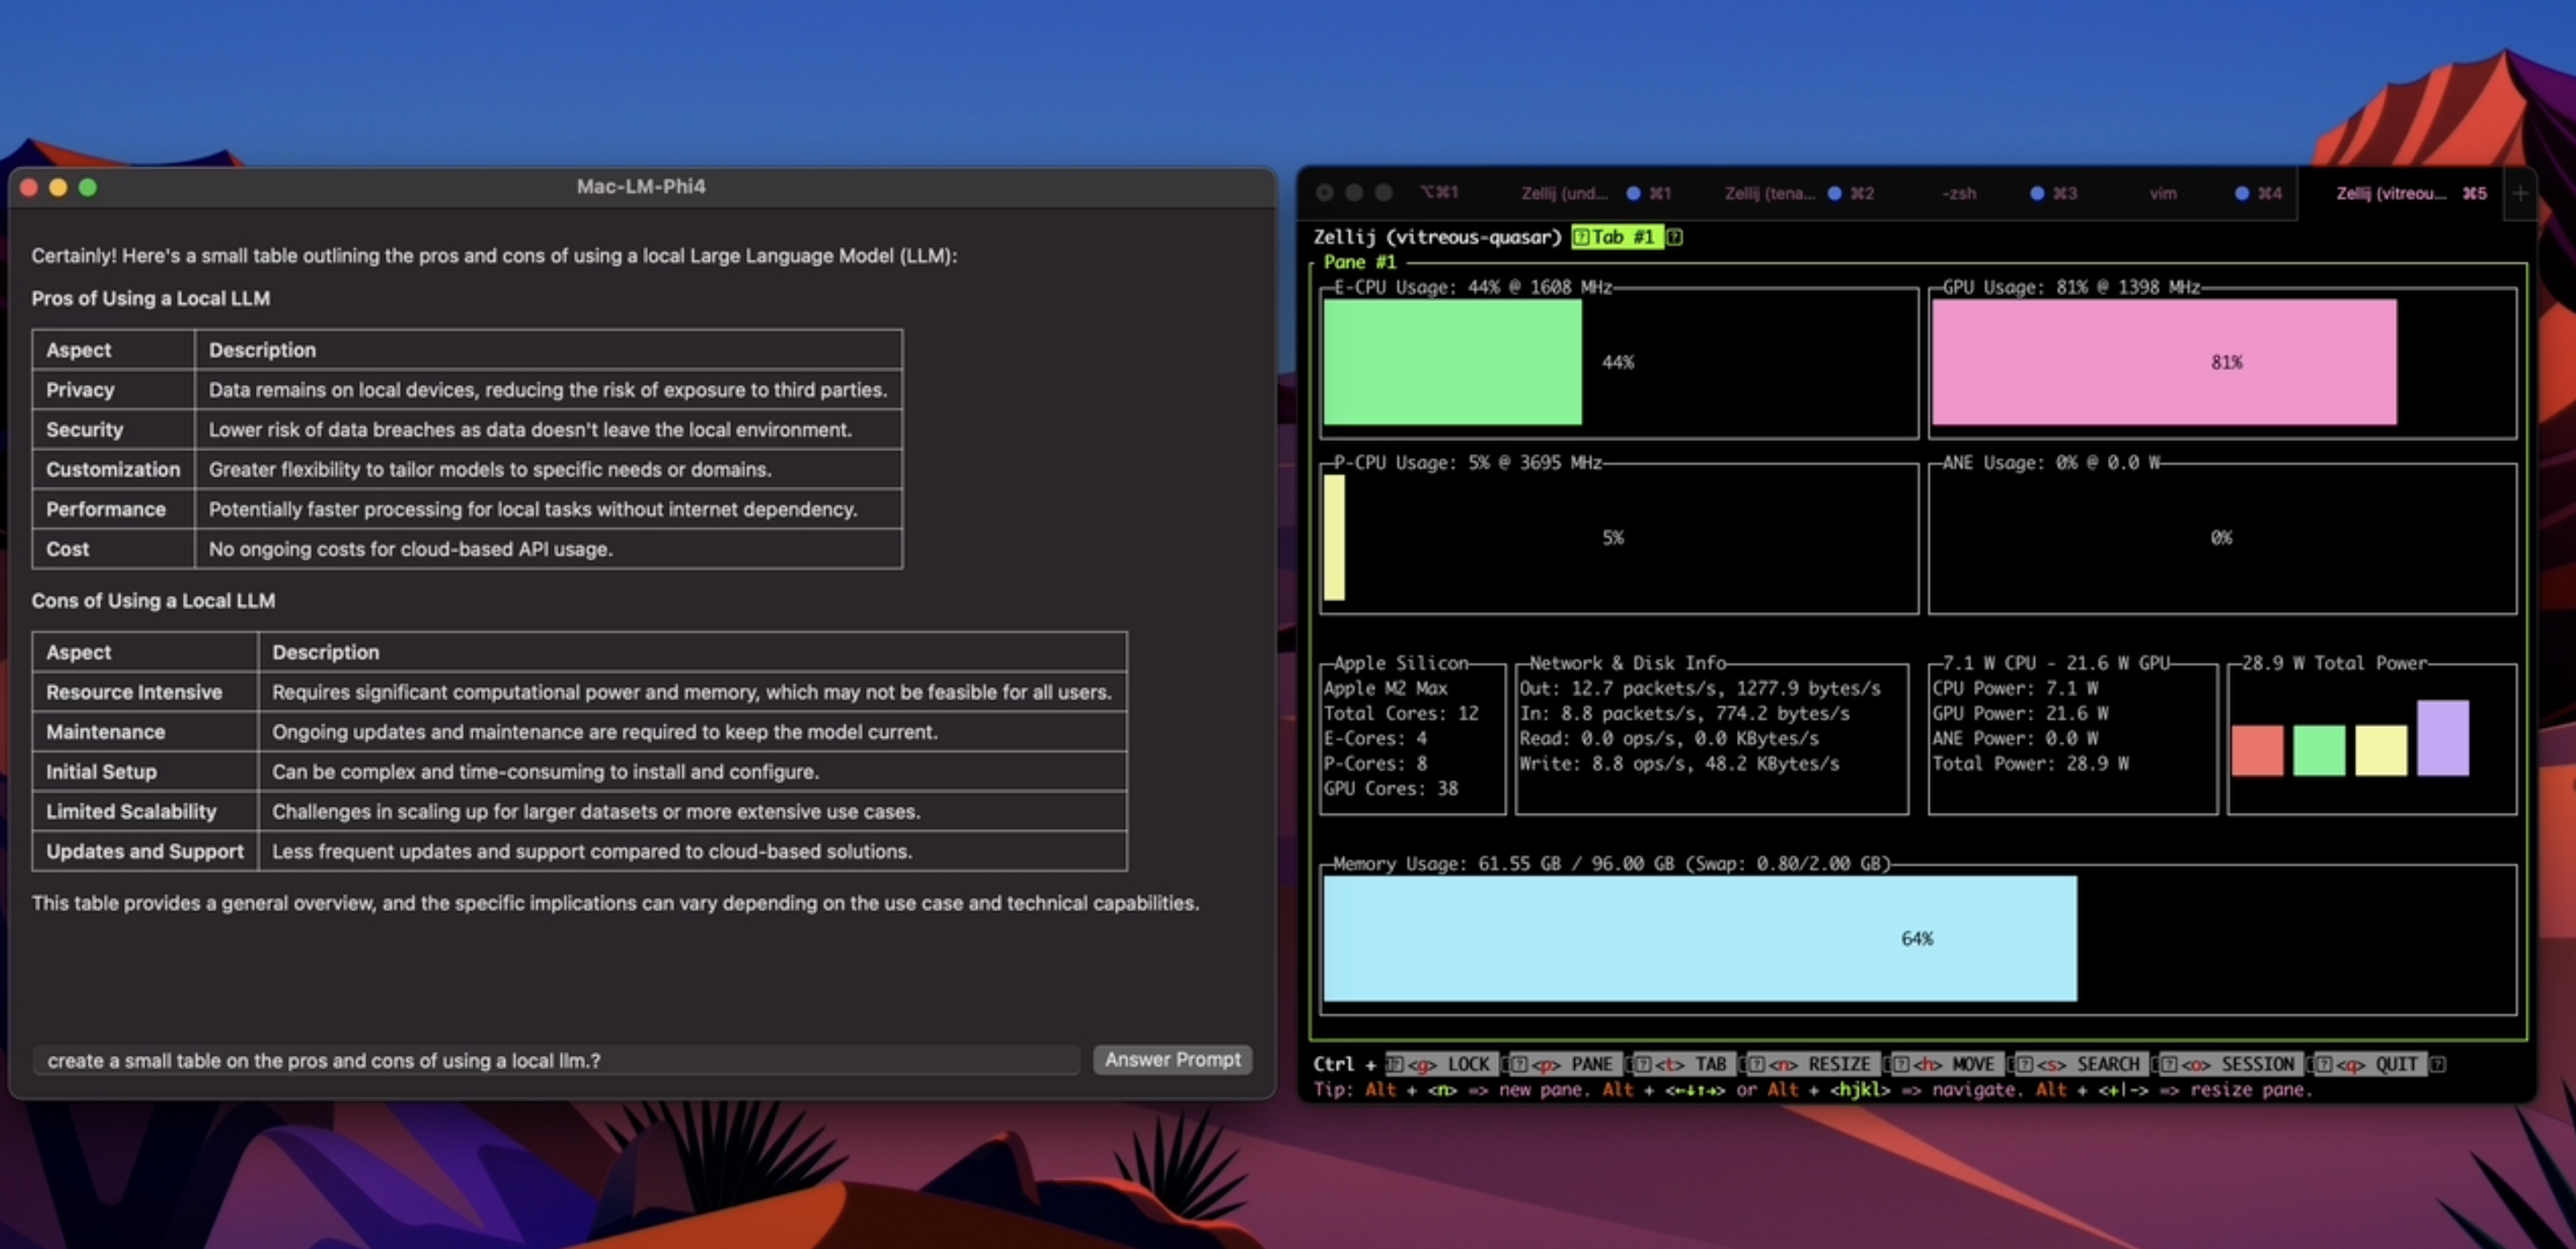 Mac-LM-Phi4
Certainly! Here's a small table outlining the pros and cons of using a local Large Language Model (LLM):
Pros of Using a Local LLM
Aspect Description
Privacy Data remains on local devices, reducing the risk of exposure to third parties.
Security Lower risk of data breaches as data doesn't leave the local environment.
Customization Greater flexibility to tailor models to specific needs or domains.
Performance Potentially faster processing for local tasks without internet dependency.
Cost No ongoing costs for cloud-based API usage.
Cons of Using a Local LLM
Aspect Description
Resource Intensive Requires significant computational power and memory, which may not be feasible for all users.
Maintenance Ongoing updates and maintenance are required to keep the model current.
Initial Setup Can be complex and time-consuming to install and configure.
Limited Scalability Challenges in scaling up for larger datasets or more extensive use cases.
Updates and Support Less frequent updates and support compared to cloud-based solutions.
This table provides a general overview, and the specific implications can vary depending on the use case and technical capabilities.
create a small table on the pros and cons of using a local llm.?
Answer Prompt
⌥⌘1 Zellij (und... ⌘1 Zellij (tena... ⌘2 -zsh ⌘3 vim ⌘4 Zellij (vitreou... ⌘5 +
Zellij (vitreous-quasar) Tab #1
Pane #1
E-CPU Usage: 44% @ 1608 MHz
44%
GPU Usage: 81% @ 1398 MHz
81%
P-CPU Usage: 5% @ 3695 MHz
5%
ANE Usage: 0% @ 0.0 W
0%
Apple Silicon
Apple M2 Max
Total Cores: 12
E-Cores: 4
P-Cores: 8
GPU Cores: 38
Network & Disk Info
Out: 12.7 packets/s, 1277.9 bytes/s
In: 8.8 packets/s, 774.2 bytes/s
Read: 0.0 ops/s, 0.0 KBytes/s
Write: 8.8 ops/s, 48.2 KBytes/s
7.1 W CPU - 21.6 W GPU
CPU Power: 7.1 W
GPU Power: 21.6 W
ANE Power: 0.0 W
Total Power: 28.9 W
28.9 W Total Power
Memory Usage: 61.55 GB / 96.00 GB (Swap: 0.80/2.00 GB)
64%
Ctrl + <g> LOCK <p> PANE <t> TAB <n> RESIZE <h> MOVE <s> SEARCH <o> SESSION <q> QUIT
Tip: Alt + <n> => new pane. Alt + <←↓↑→> or Alt + <hjkl> => navigate. Alt + <+|-> => resize pane.